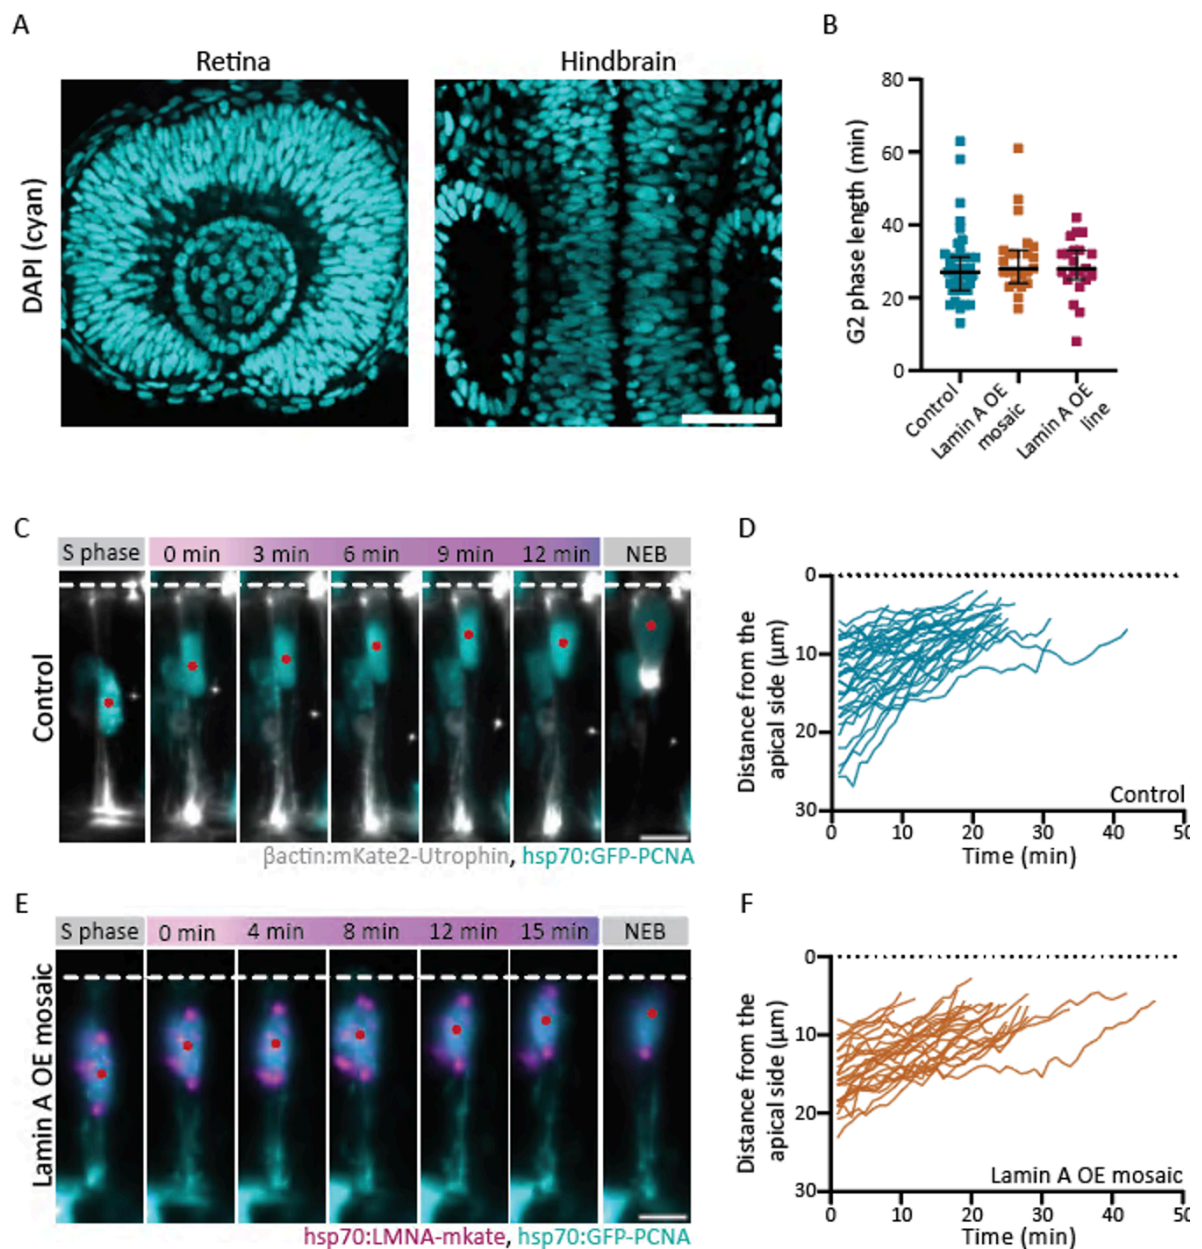 A
B
Retina
Hindbrain
DAPI (cyan)
G2 phase length (min)
80
60
40
20
0
Control
Lamin A OE
mosaic
Lamin A OE
line
C
S phase
0 min
3 min
6 min
9 min
12 min
NEB
Control
βactin:mKate2-Utrophin, hsp70:GFP-PCNA
D
Distance from the
apical side (μm)
0
10
20
30
Control
0
10
20
30
40
50
Time (min)
E
S phase
0 min
4 min
8 min
12 min
15 min
NEB
Lamin A OE mosaic
hsp70:LMNA-mkate, hsp70:GFP-PCNA
F
Distance from the
apical side (μm)
0
10
20
30
Lamin A OE mosaic
0
10
20
30
40
50
Time (min)